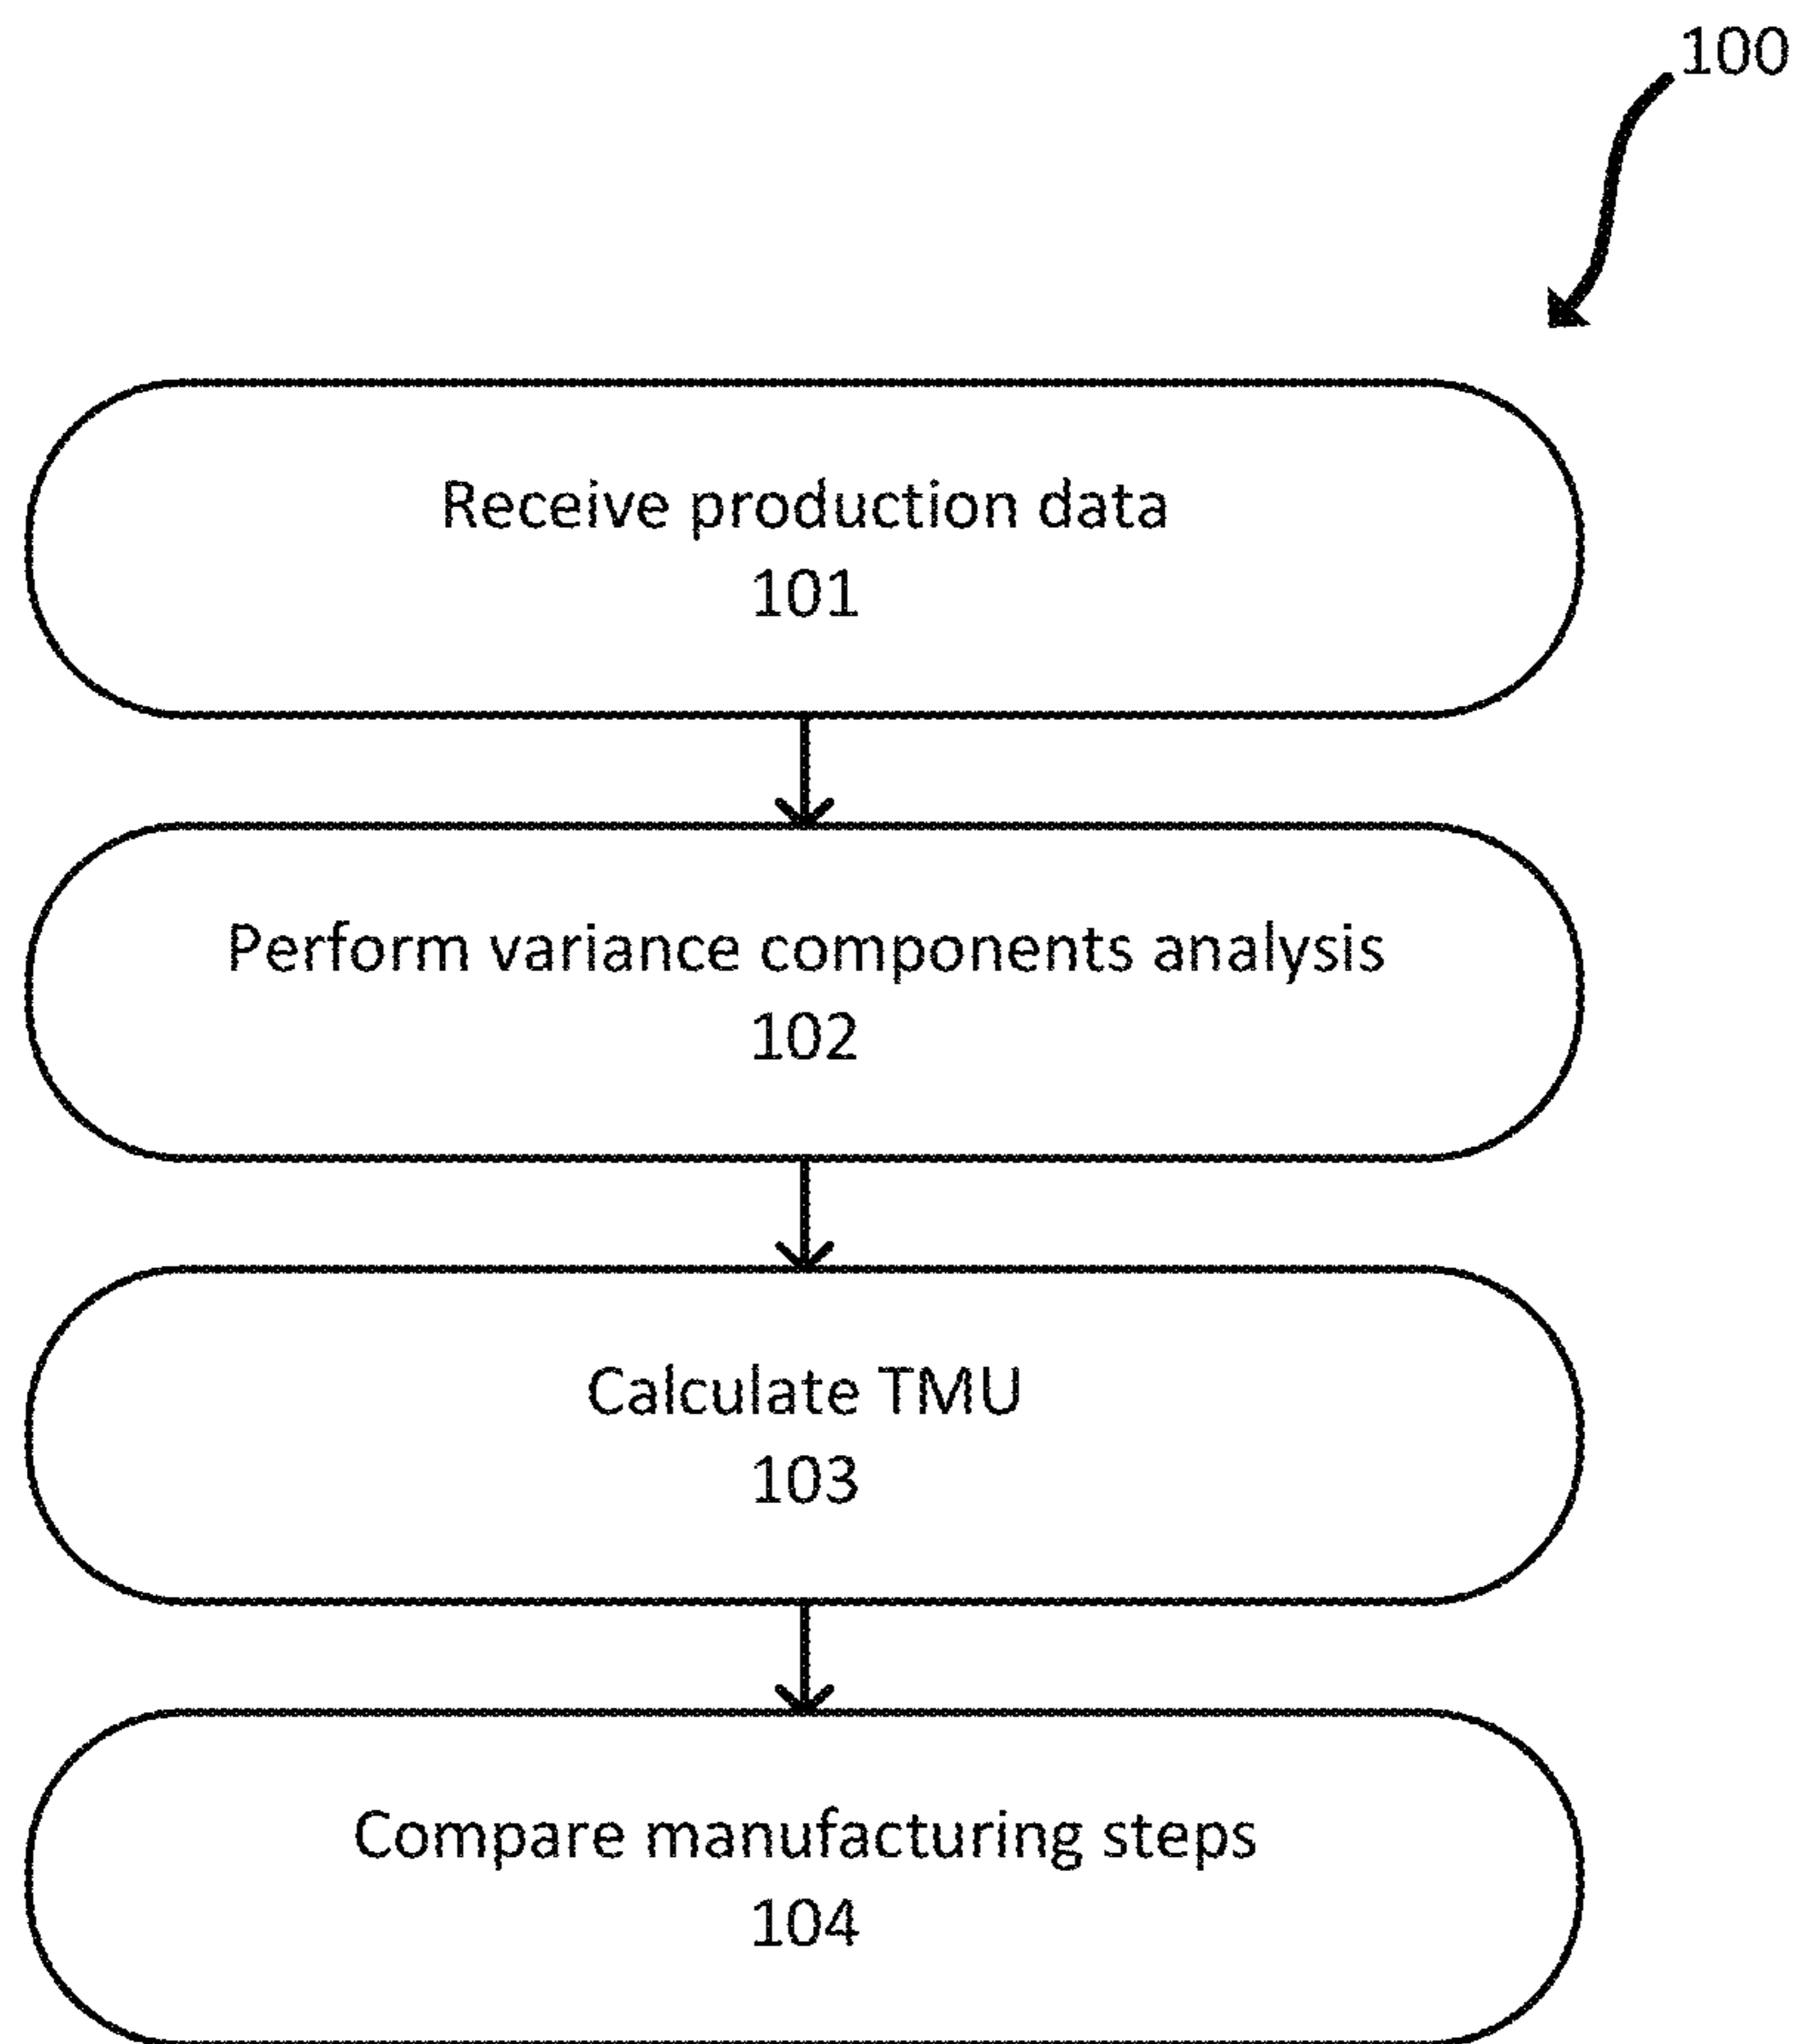 100
Receive production data
101
Perform variance components analysis
102
Calculate TMU
103
Compare manufacturing steps
104